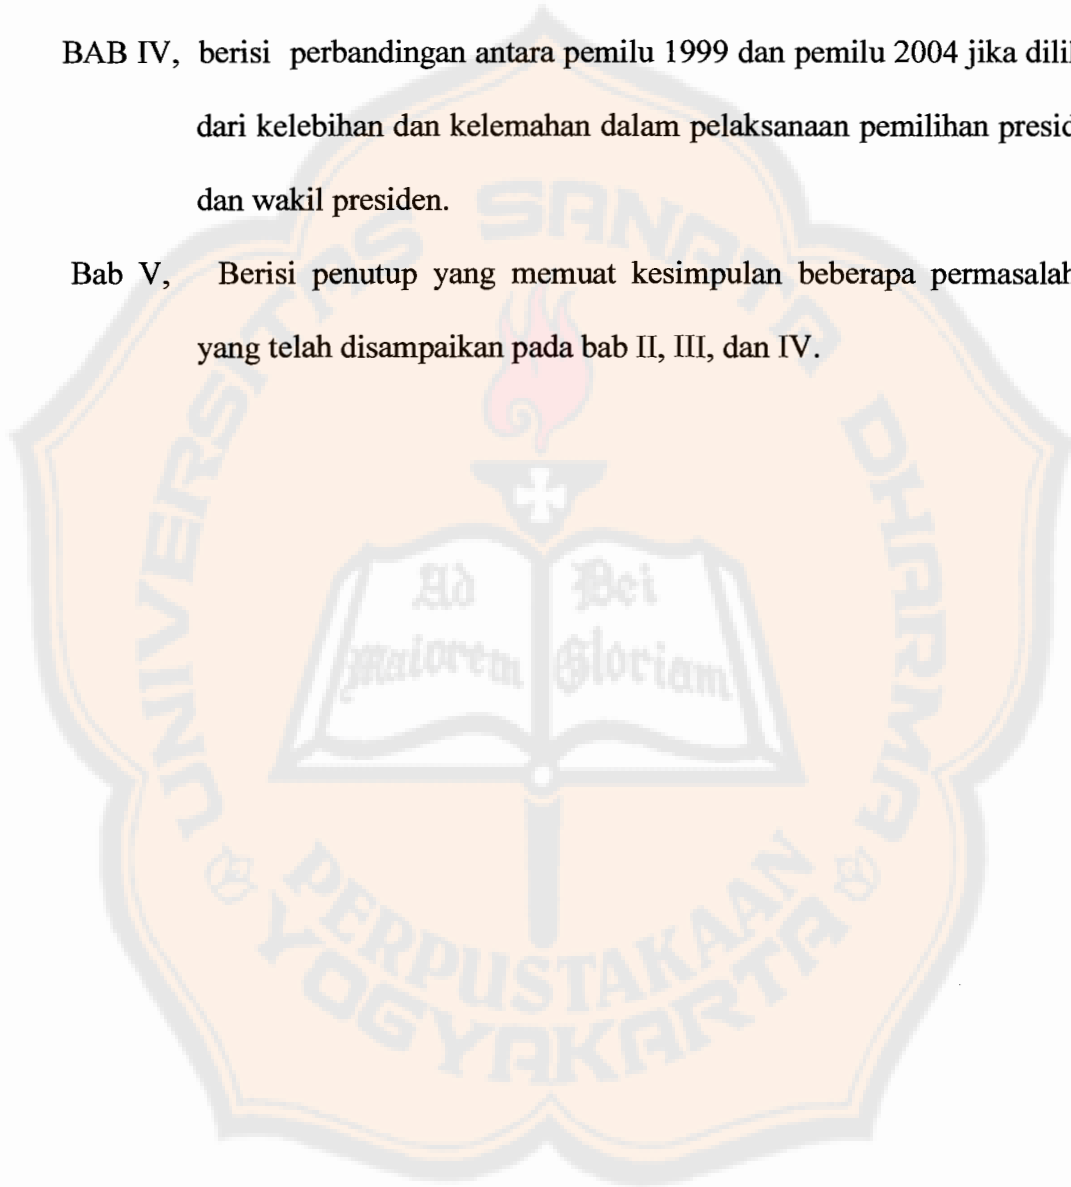 BAB IV, berisi perbandingan antara pemilu 1999 dan pemilu 2004 jika dilil
dari kelebihan dan kelemahan dalam pelaksanaan pemilihan presid
dan wakil presiden.
Bab V, Berisi penutup yang memuat kesimpulan beberapa permasalah
yang telah disampaikan pada bab II, III, dan IV.
UNIVERSITAS SANATA DHARMA
Ad Dei
maiorem Gloriam
PERPUSTAKAAN
YOGYAKARTA